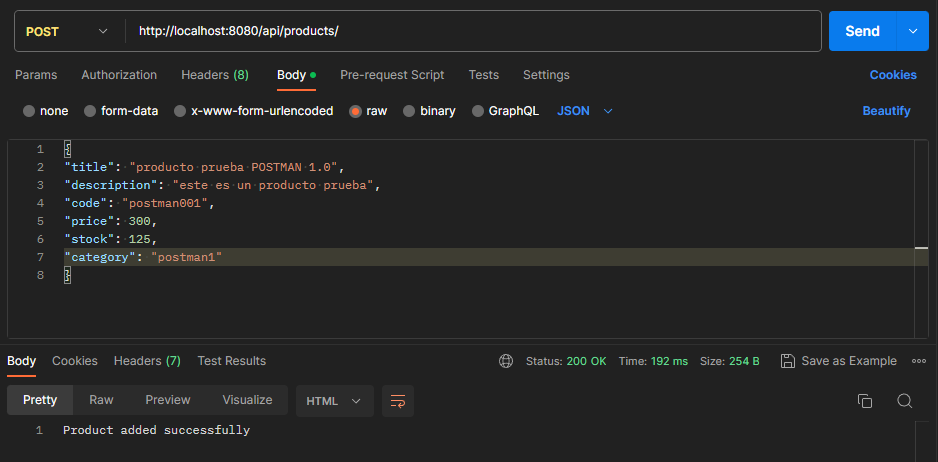 POST http://localhost:8080/api/products/ Send
Params Authorization Headers (8) Body Pre-request Script Tests Settings Cookies
none form-data x-www-form-urlencoded raw binary GraphQL JSON Beautify
1 {
2 "title": "producto prueba POSTMAN 1.0",
3 "description": "este es un producto prueba",
4 "code": "postman001",
5 "price": 300,
6 "stock": 125,
7 "category": "postman1"
8 }
Body Cookies Headers (7) Test Results Status: 200 OK Time: 192 ms Size: 254 B Save as Example
Pretty Raw Preview Visualize HTML
1 Product added successfully